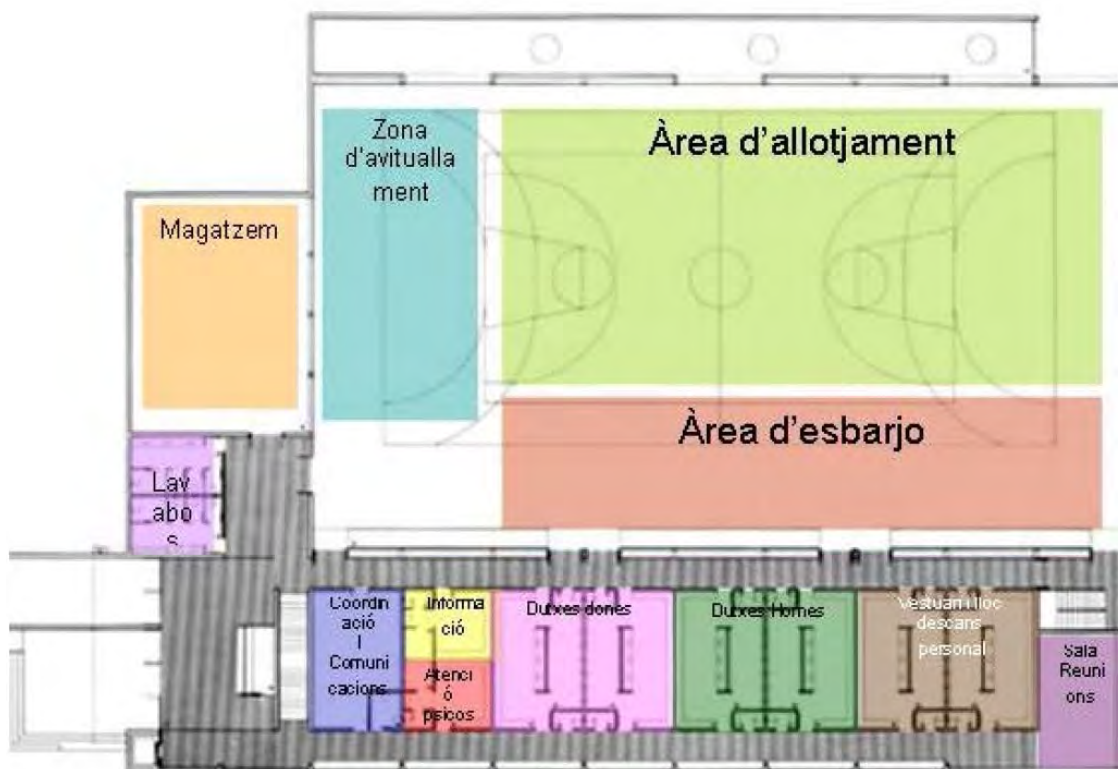 Zona
d'avitualla
ment
Àrea d'allotjament
Magatzem
Àrea d'esbarjo
Lav
abo
s
Coordin
ació
I
Comuni
cacions
Informa
ció
Atenci
ó
psicos
Dutxes dones
Dutxes Homes
Vestuari i lloc
descans
personal
Sala
Reuni
ons